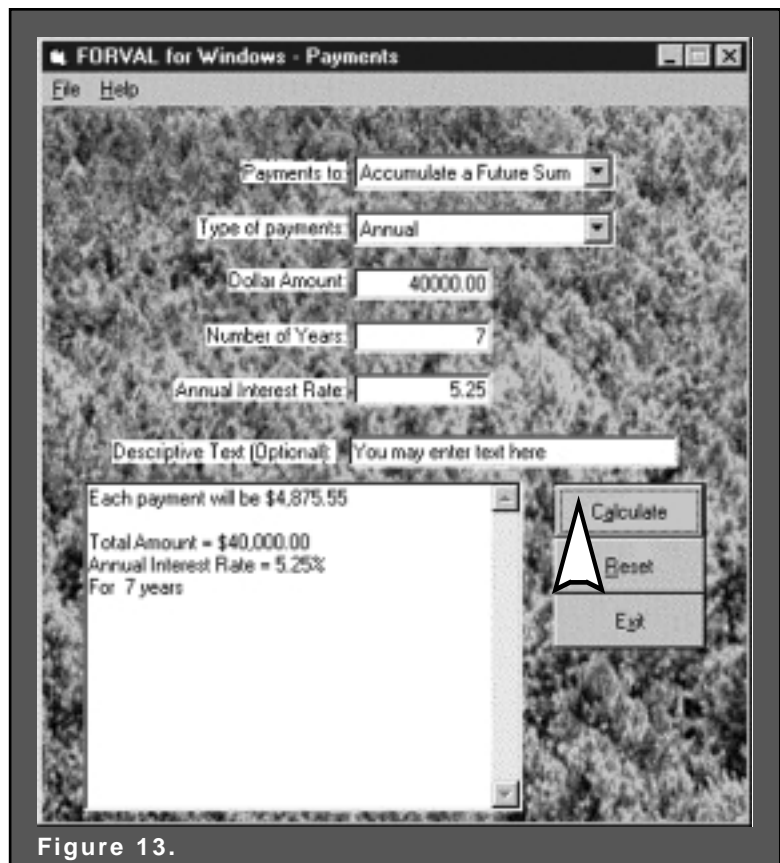 FORVAL for Windows - Payments
File Help
Payments to: Accumulate a Future Sum
Type of payments: Annual
Dollar Amount: 40000.00
Number of Years: 7
Annual Interest Rate: 5.25
Descriptive Text (Optional): You may enter text here
Each payment will be $4,875.55
Total Amount = $40,000.00
Annual Interest Rate = 5.25%
For 7 years
Calculate
Reset
Exit
Figure 13.